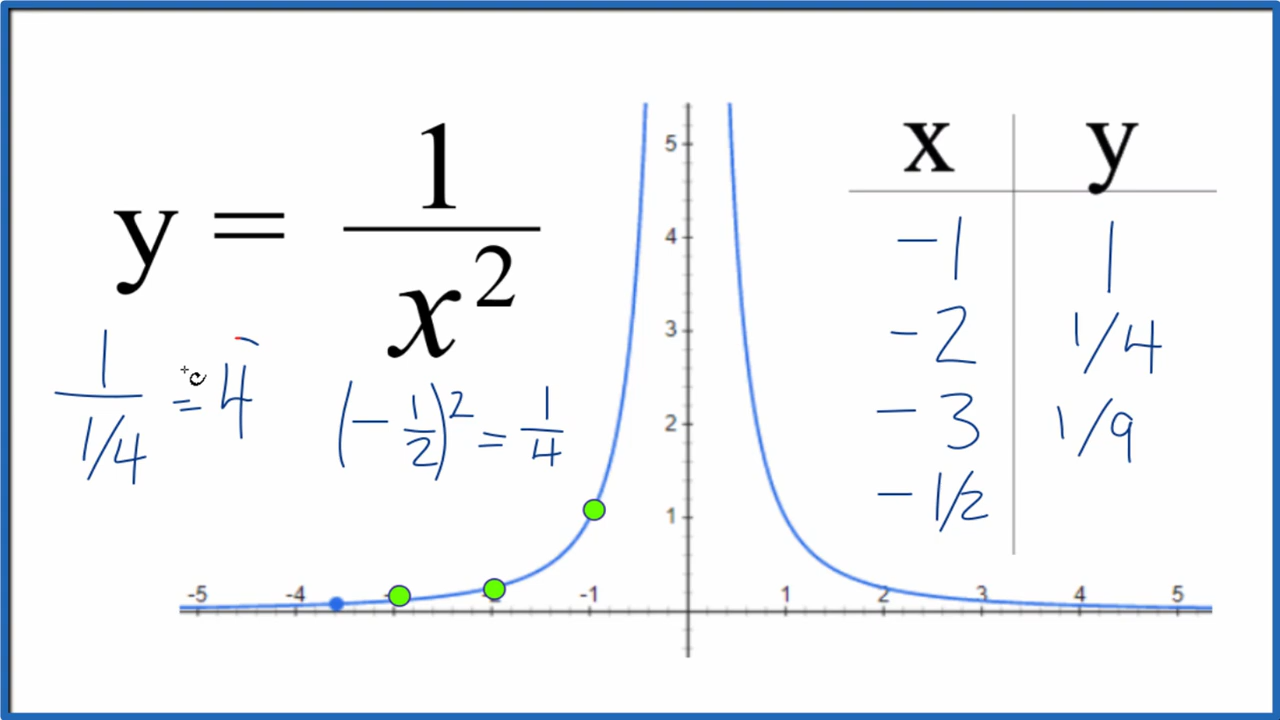 y = 1/x²
1/(1/4) = 4
(-1/2)² = 1/4
x y
-1 1
-2 1/4
-3 1/9
-1/2
5
4
3
2
1
-5 -4 -3 -2 -1 1 2 3 4 5